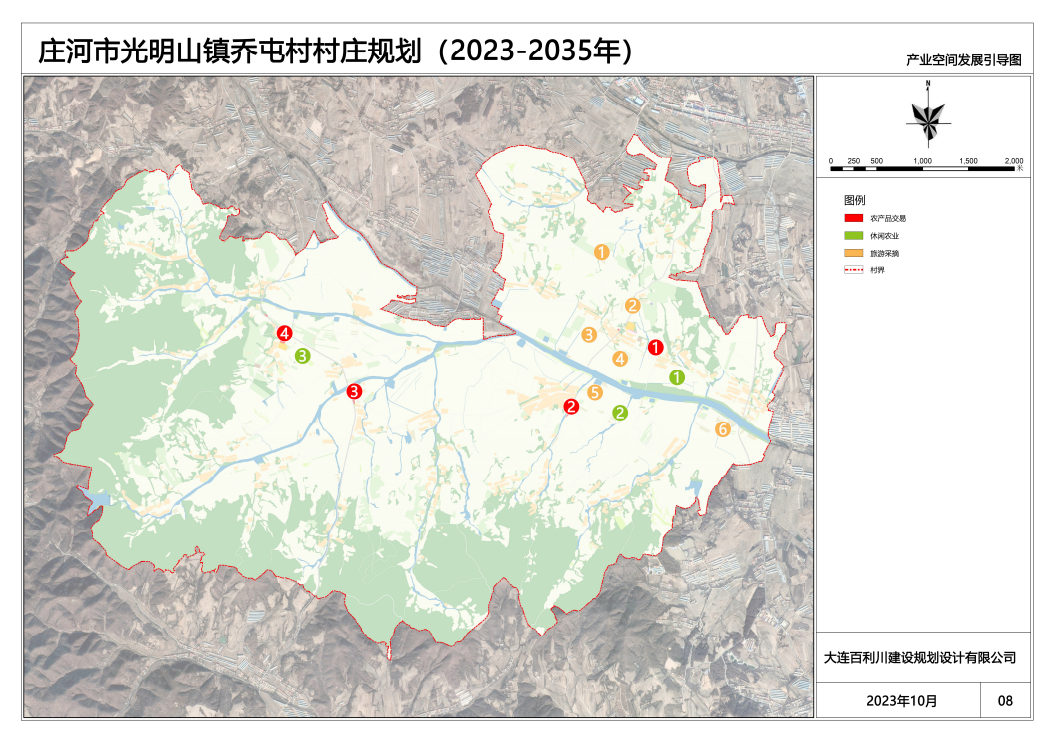 庄河市光明山镇乔屯村村庄规划（2023-2035年）
产业空间发展引导图
N
0 250 500 1,000 1,500 2,000
米
图例
农产品交易
休闲农业
旅游采摘
村界
1
2
3
4
3
4
1
1
3
2
5
2
6
大连百利川建设规划设计有限公司
2023年10月 08